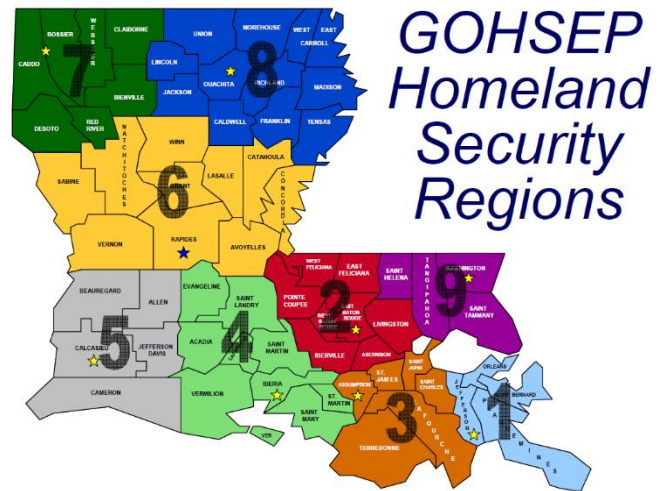 GOHSEP
Homeland
Security
Regions
BOSSIER
WEBSTER
CLAIBORNE
CADDO
7
BIENVILLE
DESOTO
RED
RIVER
UNION
MOREHOUSE
WEST
EAST
CARROLL
LINCOLN
8
OUACHITA
RICHLAND
MADISON
JACKSON
CALDWELL
FRANKLIN
TENSAS
NATCHITOCHES
WINN
SABINE
6
GRANT
LASALLE
CATAHOULA
CONCORDIA
VERNON
RAPIDES
AVOYELLES
BEAUREGARD
ALLEN
5
CALCASIEU
JEFFERSON
DAVIS
CAMERON
EVANGELINE
SAINT
LANDRY
4
ACADIA
SAINT
MARTIN
VERMILION
IBERIA
ST.
MARTIN
SAINT
MARY
VER
WEST
FELICIANA
EAST
FELICIANA
POINTE
COUPEE
2
EAST
BATON
ROUGE
LIVINGSTON
IBERVILLE
ASCENSION
SAINT
HELENA
TANGIPAHOA
9
WASHINGTON
SAINT
TAMMANY
ASSUMPTION
ST.
JAMES
SAINT
JOHN
SAINT
CHARLES
3
LAFOURCHE
TERREBONNE
ORLEANS
JEFFERSON
1
SAINT BERNARD
PLAQUEMINES